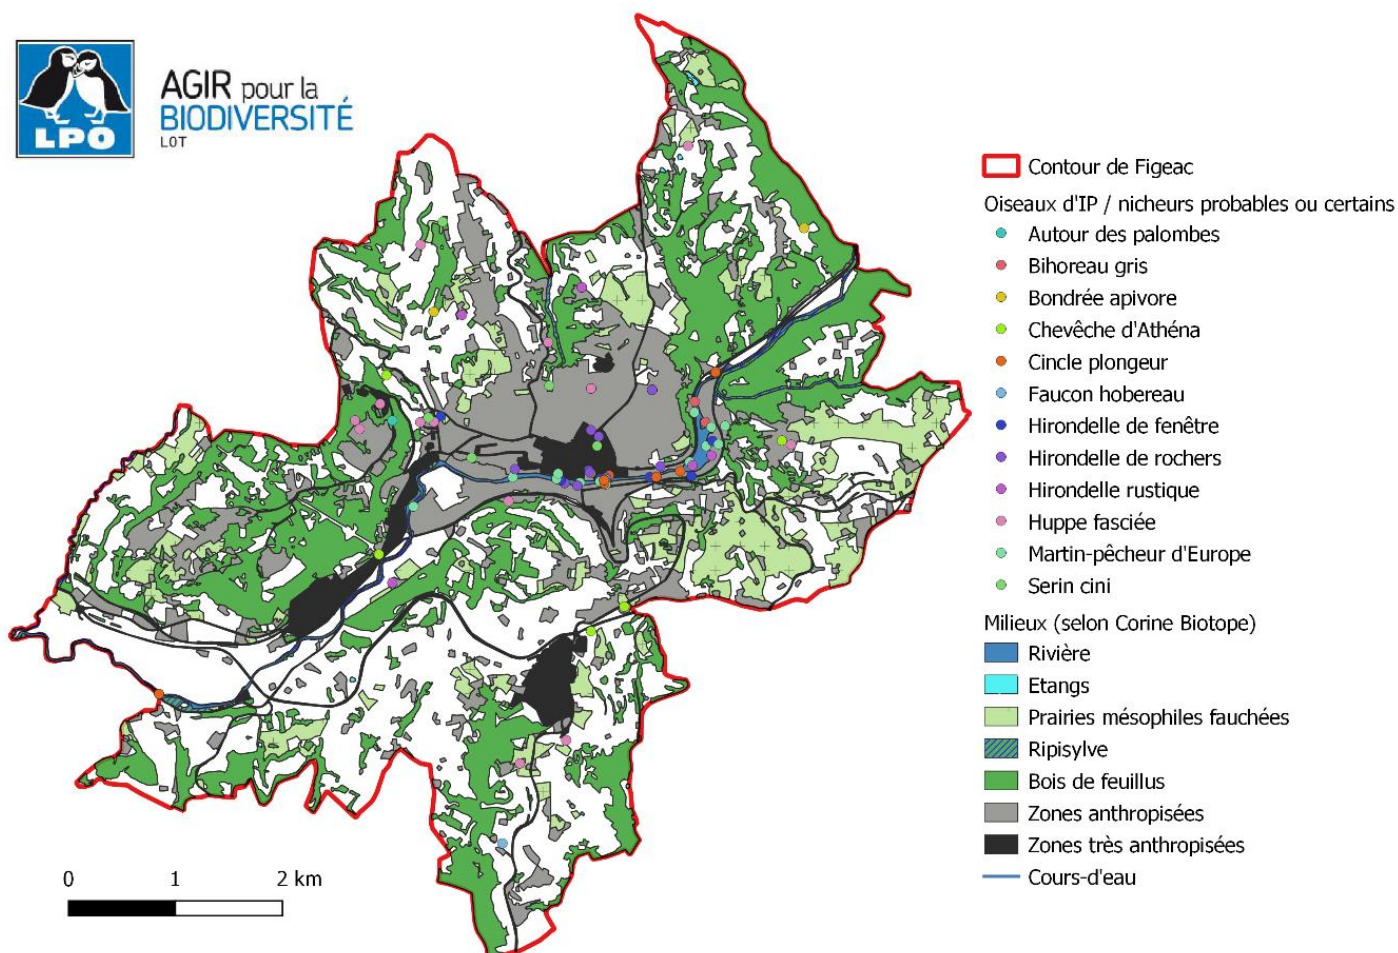 LPO
AGIR pour la
BIODIVERSITÉ
LOT
Contour de Figeac
Oiseaux d'IP / nicheurs probables ou certains
Autour des palombes
Bihoreau gris
Bondrée apivore
Chevêche d'Athéna
Cincle plongeur
Faucon hobereau
Hirondelle de fenêtre
Hirondelle de rochers
Hirondelle rustique
Huppe fasciée
Martin-pêcheur d'Europe
Serin cini
Milieux (selon Corine Biotope)
Rivière
Etangs
Prairies mésophiles fauchées
Ripisylve
Bois de feuillus
Zones anthropisées
Zones très anthropisées
Cours-d'eau
0 1 2 km